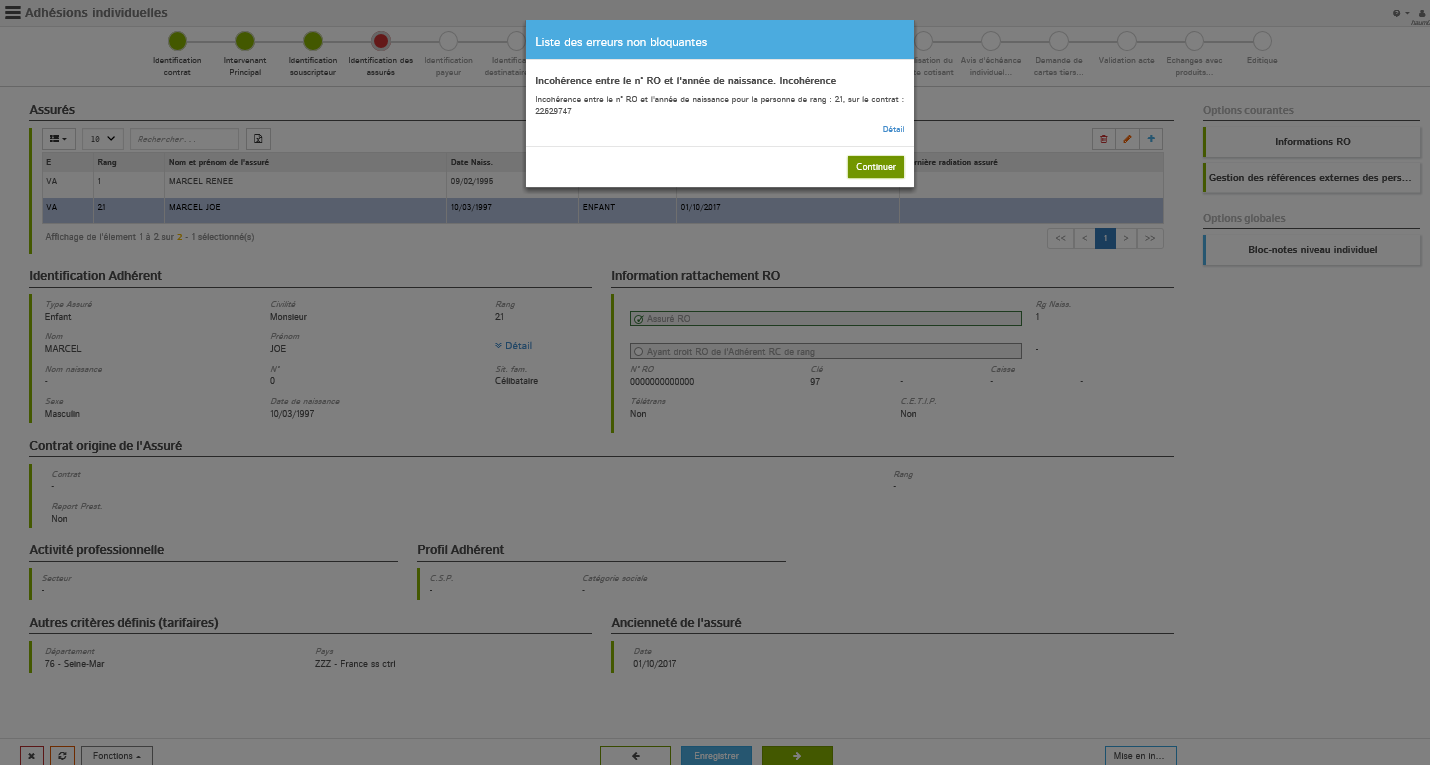 Adhésions individuelles
Liste des erreurs non bloquantes
Identification contrat
Intervenant Principal
Identification souscripteur
Identification des assurés
Identification payeur
Avis d'échéance individuel...
Demande de cartes tiers...
Validation acte
Echanges avec produits...
Editique
Incohérence entre le n° RO et l'année de naissance. Incohérence
Incohérence entre le n° RO et l'année de naissance pour la personne de rang : 21, sur le contrat :
22629747
Détail
Continuer
Assurés
10
Rechercher...
E Rang Nom et prénom de l'assuré Date Naiss. radiation assuré
VA 1 MARCEL RENEE 09/02/1995
VA 21 MARCEL JOE 10/03/1997 ENFANT 01/10/2017
Affichage de l'élement 1 à 2 sur 2 - 1 sélectionné(s)
<< < 1 > >>
Options courantes
Informations RO
Gestion des références externes des pers...
Options globales
Bloc-notes niveau individuel
Identification Adhérent
Type Assuré Civilité Rang
Enfant Monsieur 21
Nom Prénom
MARCEL JOE Détail
Nom naissance N° Sit. fam.
- 0 Célibataire
Sexe Date de naissance
Masculin 10/03/1997
Information rattachement RO
Rg Naiss.
Assuré RO 1
Ayant droit RO de l'Adhérent RC de rang -
N° RO Clé Caisse
0000000000000 97 - - -
Télétrans C.E.T.I.P.
Non Non
Contrat origine de l'Assuré
Contrat Rang
- -
Report Prest.
Non
Activité professionnelle
Secteur
-
Profil Adhérent
C.S.P. Catégorie sociale
- -
Autres critères définis (tarifaires)
Département Pays
76 - Seine-Mar ZZZ - France ss ctrl
Ancienneté de l'assuré
Date
01/10/2017
Fonctions
Enregistrer
Mise en in...